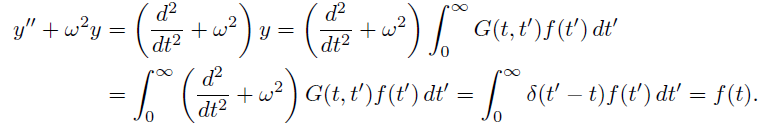 y'' + ω²y = (d²/dt² + ω²) y = (d²/dt² + ω²) ∫₀^∞ G(t, t′)f(t′) dt′
= ∫₀^∞ (d²/dt² + ω²) G(t, t′)f(t′) dt′ = ∫₀^∞ δ(t′ − t)f(t′) dt′ = f(t).